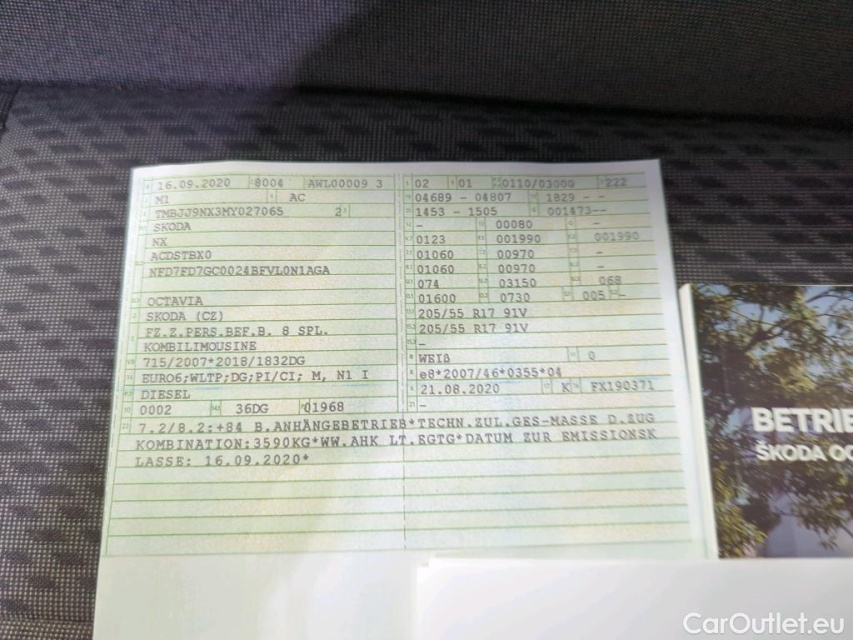 16.09.2020 8004 AWL00009 3
M1 AC
TMBJJ9NX3MY027065 2
SKODA
NX
ACDSTBX0
NFD7FD7GC0024BFVL0N1AGA
OCTAVIA
SKODA (CZ)
FZ.Z.PERS.BEF.B. 8 SPL.
KOMBILIMOUSINE
715/2007*2018/1832DG
EURO6;WLTP;DG;PI/CI; M, N1 I
DIESEL
0002 36DG 01968
02 01 0110/03000 222
04689 - 04807 1829 --
1453 - 1505 001473--
- 00080 -
0123 001990 001990
01060 00970 -
01060 00970 -
074 03150 068
01600 0730 005 -
205/55 R17 91V
205/55 R17 91V
-
WEIß 0
e8*2007/46*0355*04
21.08.2020 K FX190371
-
7.2/8.2:+84 B.ANHÄNGEBETRIEB*TECHN.ZUL.GES-MASSE D.ZUG
KOMBINATION:3590KG*WW.AHK LT.EGTG*DATUM ZUR EMISSIONSK
LASSE: 16.09.2020*
BETRIE
ŠKODA OC
CarOutlet.eu